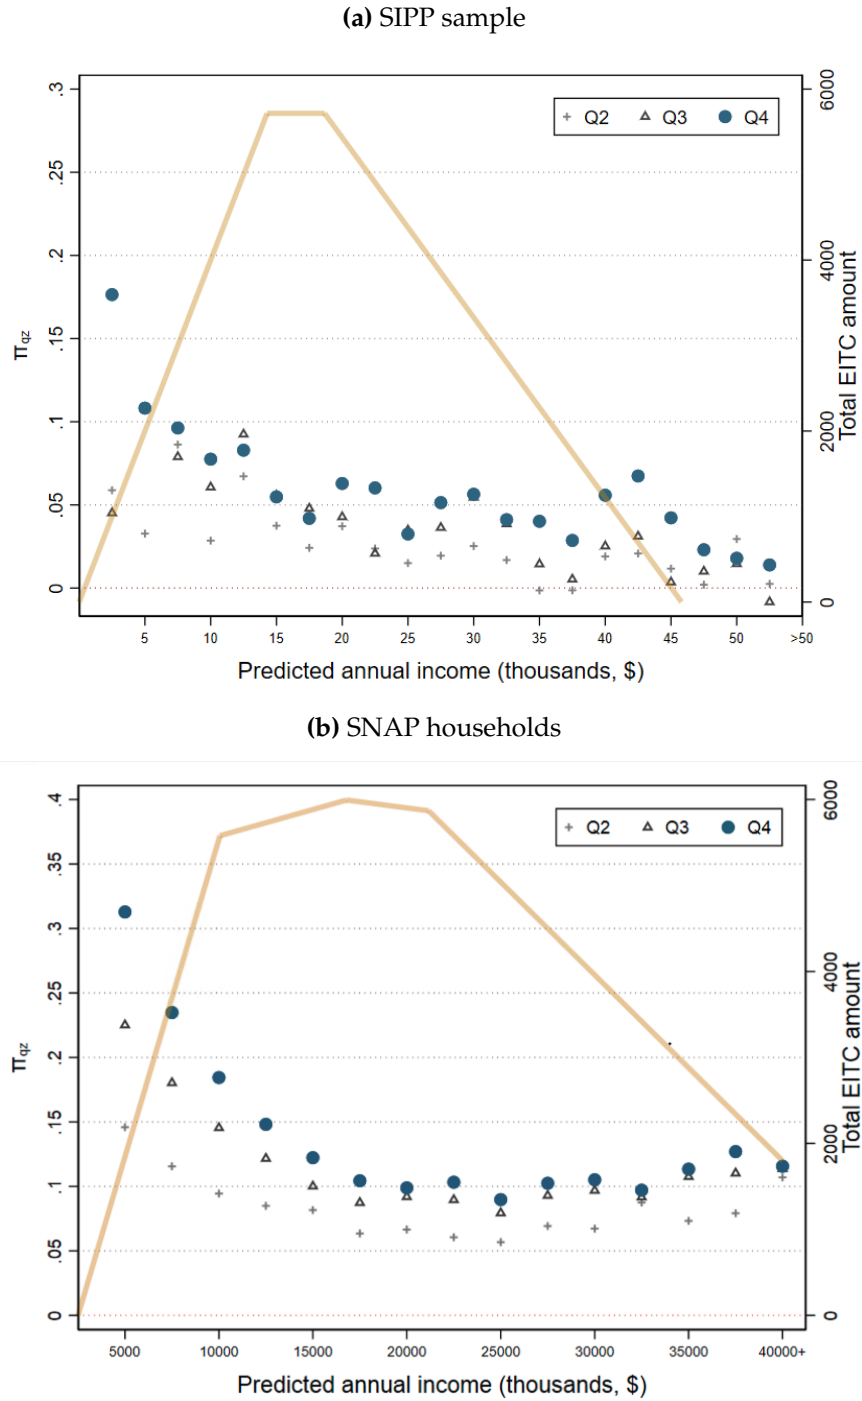 (a) SIPP sample
.3
.25
.2
.15
.1
.05
0
π_qz
6000
4000
2000
0
Total EITC amount
Q2 Q3 Q4
5 10 15 20 25 30 35 40 45 50 >50
Predicted annual income (thousands, $)
(b) SNAP households
.4
.35
.3
.25
.2
.15
.1
.05
0
π_qz
6000
4000
2000
0
Total EITC amount
Q2 Q3 Q4
5000 10000 15000 20000 25000 30000 35000 40000+
Predicted annual income (thousands, $)